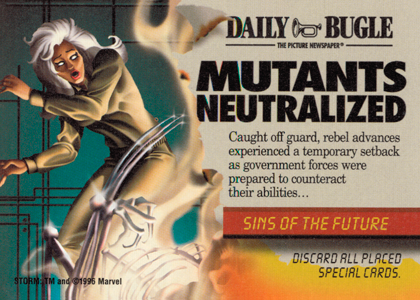 DAILY BUGLE
THE PICTURE NEWSPAPER®
MUTANTS
NEUTRALIZED
Caught off guard, rebel advances
experienced a temporary setback
as government forces were
prepared to counteract
their abilities...
SINS OF THE FUTURE
DISCARD ALL PLACED
SPECIAL CARDS.
STORM: TM and ©1996 Marvel